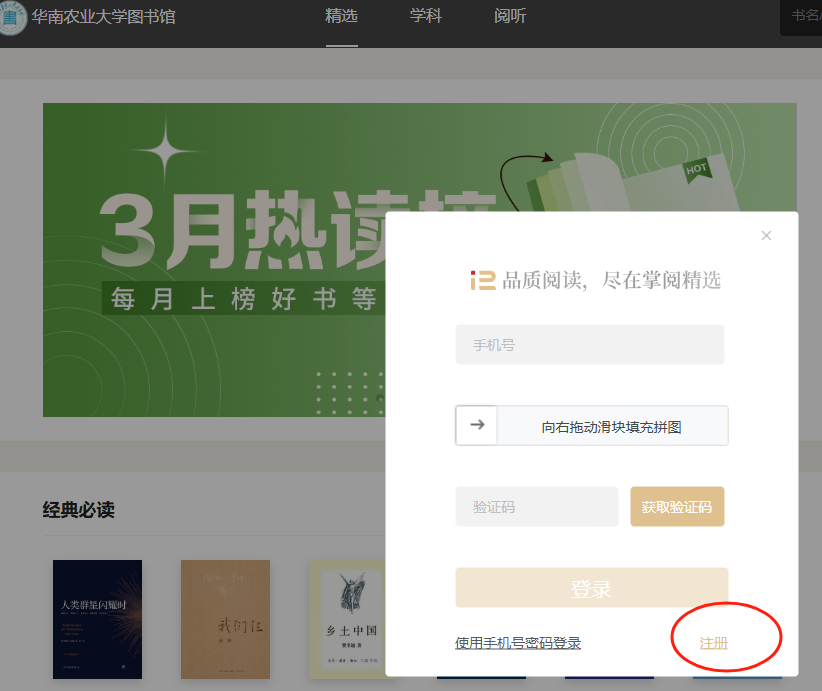 华南农业大学图书馆
精选
学科
阅听
书名/
HOT
3月热读榜
每月上榜好书等
品质阅读，尽在掌阅精选
手机号
向右拖动滑块填充拼图
验证码
获取验证码
登录
使用手机号密码登录
注册
经典必读
人类群星闪耀时
我们仨
乡土中国